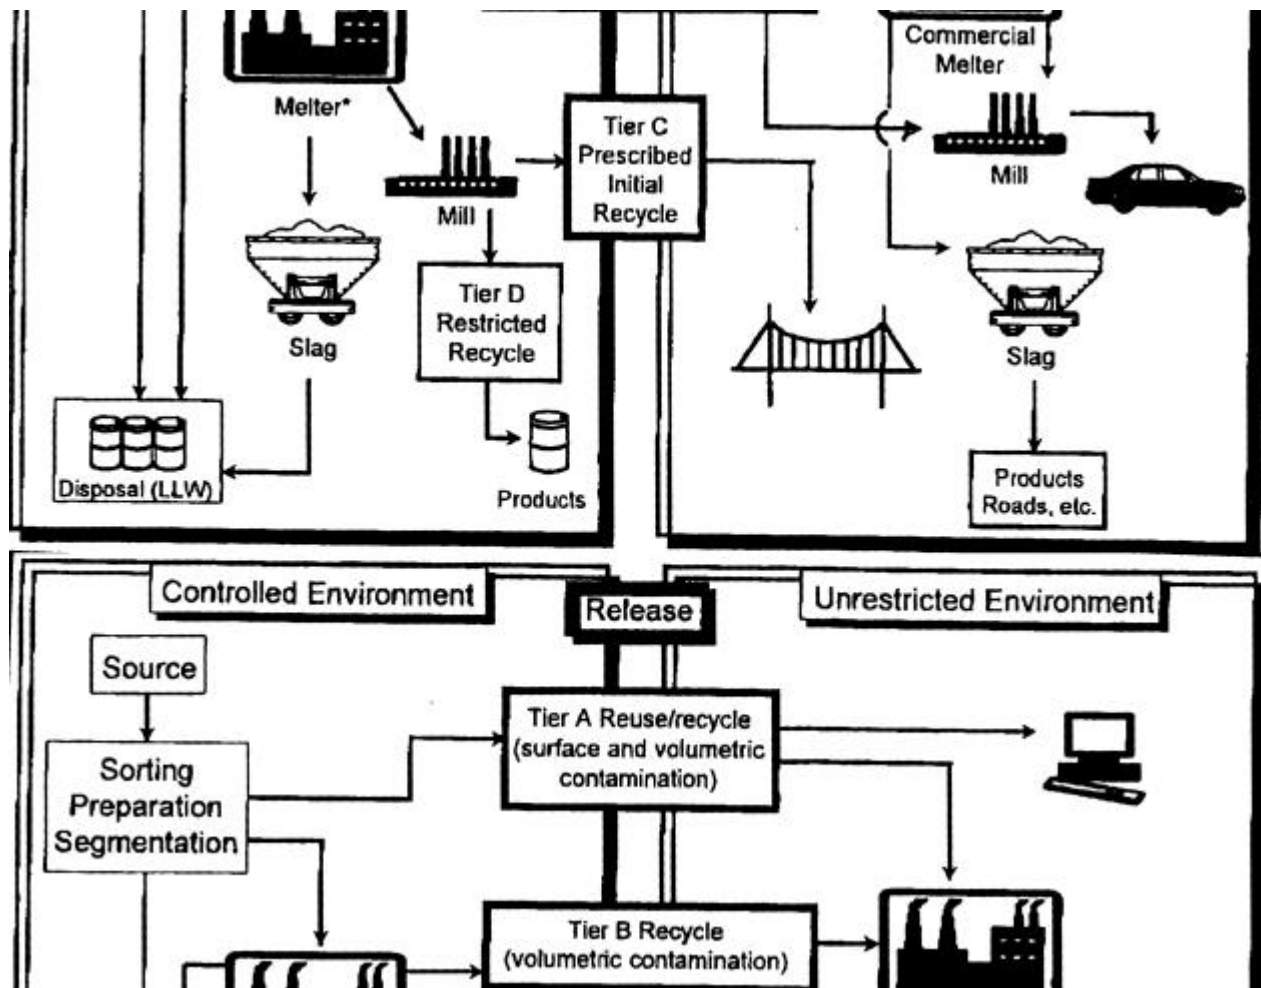 Commercial
Melter
Melter*
Tier C
Prescribed
Initial
Recycle
Mill
Mill
Tier D
Restricted
Recycle
Slag
Slag
Disposal (LLW)
Products
Products
Roads, etc.
Controlled Environment
Release
Unrestricted Environment
Source
Tier A Reuse/recycle
(surface and volumetric
contamination)
Sorting
Preparation
Segmentation
Tier B Recycle
(volumetric contamination)